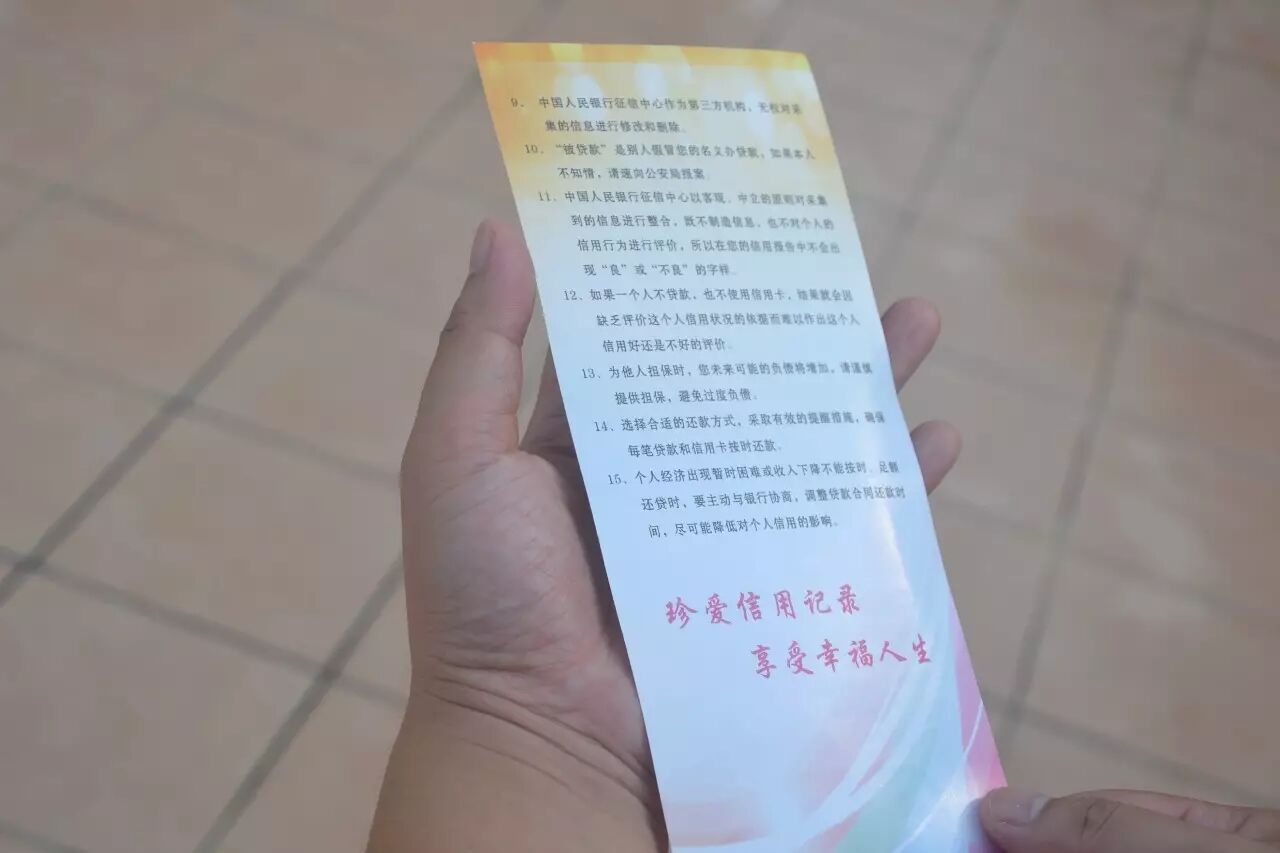 9、 中国人民银行征信中心作为第三方机构，无权对采
集的信息进行修改和删除。
10、“被贷款”是别人假冒您的名义办贷款，如果本人
不知情，请速向公安局报案。
11、中国人民银行征信中心以客观、中立的原则对采集
到的信息进行整合，既不制造信息，也不对个人的
信用行为进行评价，所以在您的信用报告中不会出
现“良”或“不良”的字样。
12、如果一个人不贷款，也不使用信用卡，结果就会因
缺乏评价这个人信用状况的依据而难以作出这个人
信用好还是不好的评价。
13、为他人担保时，您未来可能的负债将增加，请谨慎
提供担保，避免过度负债。
14、选择合适的还款方式，采取有效的提醒措施，确保
每笔贷款和信用卡按时还款。
15、个人经济出现暂时困难或收入下降不能按时、足额
还贷时，要主动与银行协商，调整贷款合同还款时
间，尽可能降低对个人信用的影响。
珍爱信用记录
享受幸福人生